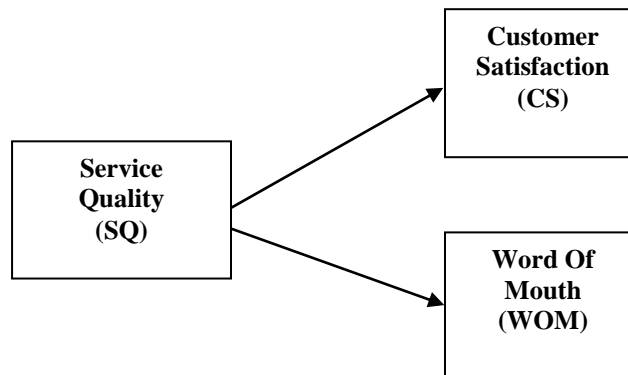 Customer
Satisfaction
(CS)
Service
Quality
(SQ)
Word Of
Mouth
(WOM)